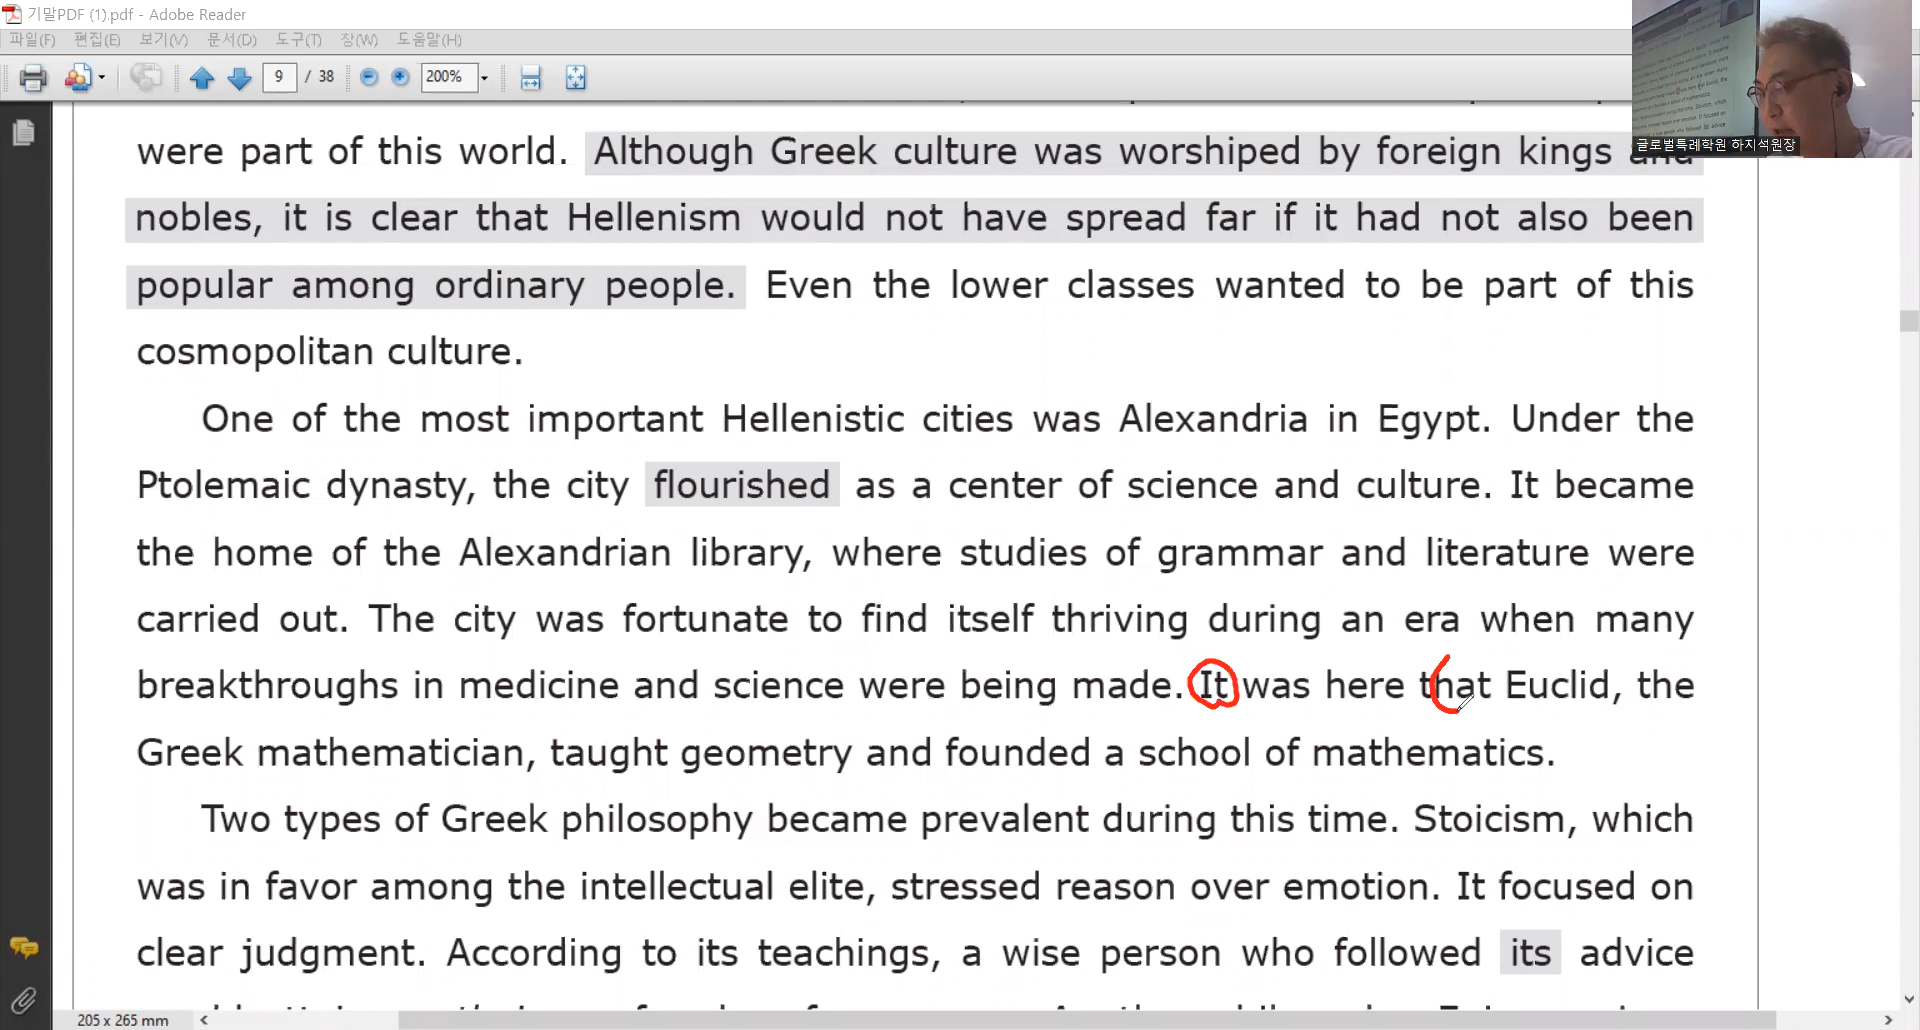 기말PDF (1).pdf - Adobe Reader
파일(F) 편집(E) 보기(V) 문서(D) 도구(T) 창(W) 도움말(H)
9 / 38 200%
글로벌특례학원 하지석원장
were part of this world. Although Greek culture was worshiped by foreign kings and
nobles, it is clear that Hellenism would not have spread far if it had not also been
popular among ordinary people. Even the lower classes wanted to be part of this
cosmopolitan culture.
One of the most important Hellenistic cities was Alexandria in Egypt. Under the
Ptolemaic dynasty, the city flourished as a center of science and culture. It became
the home of the Alexandrian library, where studies of grammar and literature were
carried out. The city was fortunate to find itself thriving during an era when many
breakthroughs in medicine and science were being made. It was here that Euclid, the
Greek mathematician, taught geometry and founded a school of mathematics.
Two types of Greek philosophy became prevalent during this time. Stoicism, which
was in favor among the intellectual elite, stressed reason over emotion. It focused on
clear judgment. According to its teachings, a wise person who followed its advice
205 x 265 mm